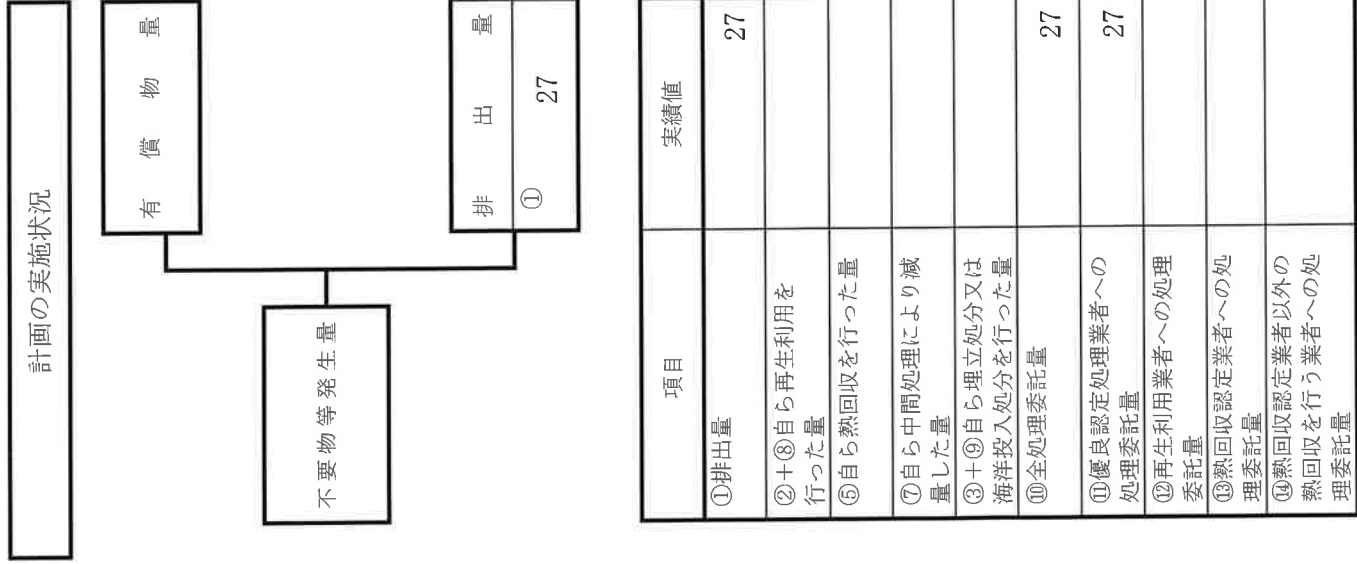 計画の実施状況
有償物量
不要物等発生量
排出量
① 27
項目 実績値
①排出量 27
②+⑧自ら再生利用を
行った量
⑤自ら熱回収を行った量
⑦自ら中間処理により減
量した量
③+⑨自ら埋立処分又は
海洋投入処分を行った量
⑩全処理委託量 27
⑪優良認定処理業者への
処理委託量 27
⑫再生利用業者への処理
委託量
⑬熱回収認定業者への処
理委託量
⑭熱回収認定業者以外の
熱回収を行う業者への処
理委託量